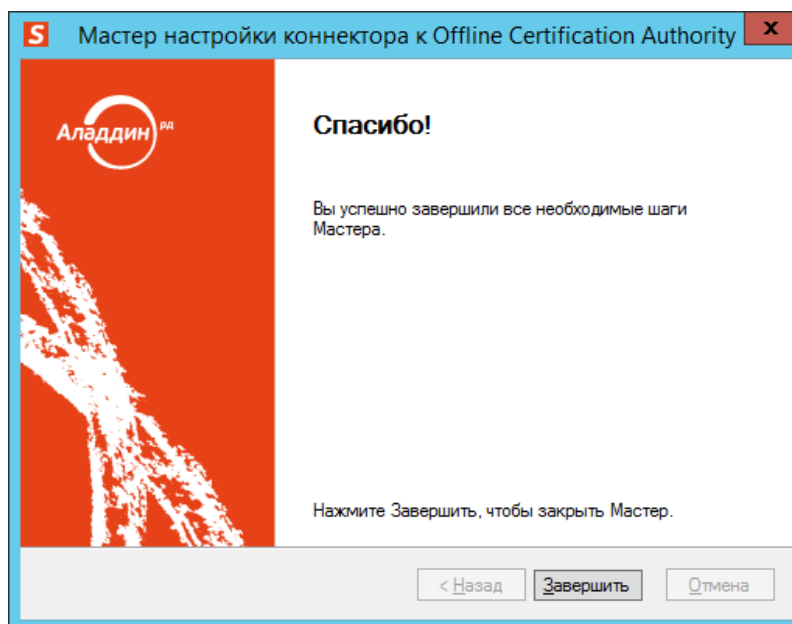 S Мастер настройки коннектора к Offline Certification Authority x
Аладдин РД
Спасибо!
Вы успешно завершили все необходимые шаги
Мастера.
Нажмите Завершить, чтобы закрыть Мастер.
< Назад Завершить Отмена